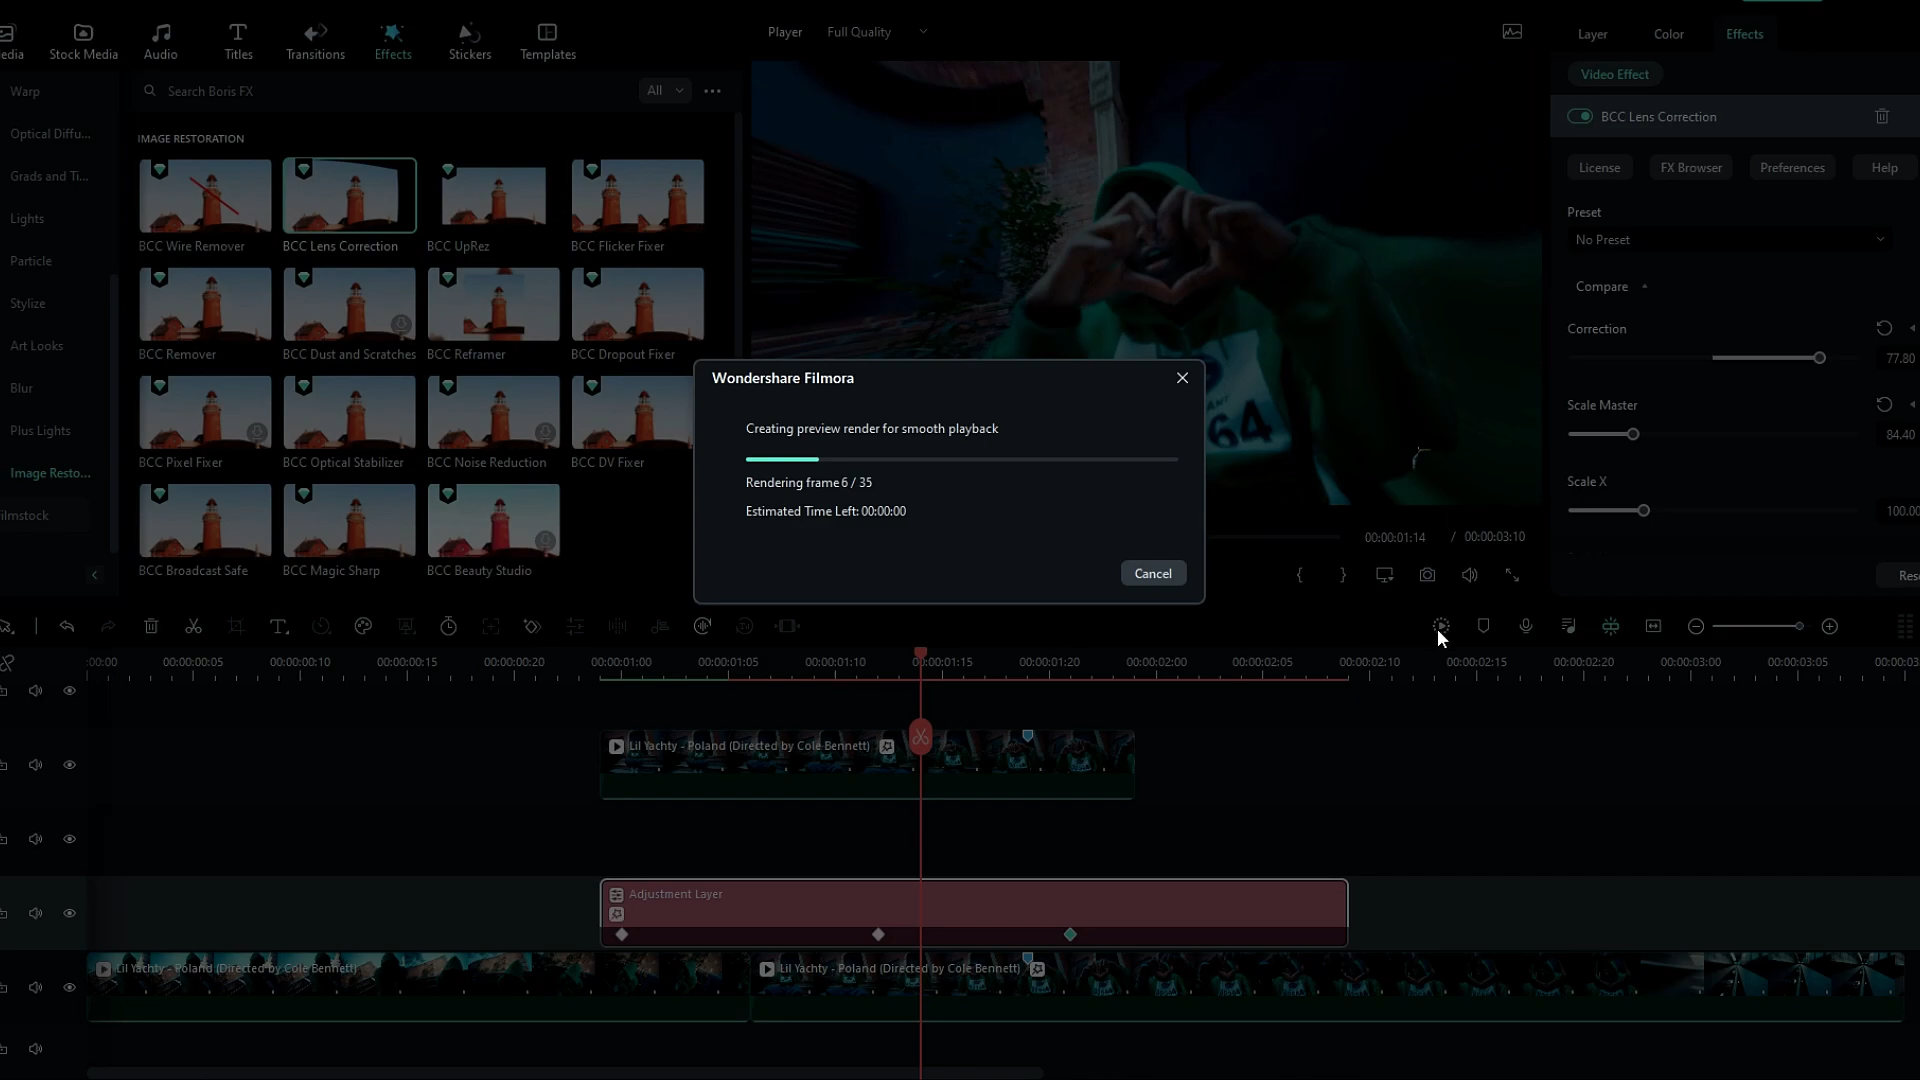 edia
Stock Media
Audio
Titles
Transitions
Effects
Stickers
Templates
Player
Full Quality
Layer
Color
Effects
Warp
Optical Diffu...
Grads and Ti...
Lights
Particle
Stylize
Art Looks
Blur
Plus Lights
Image Resto...
ilmstock
Search Boris FX
All
IMAGE RESTORATION
BCC Wire Remover
BCC Lens Correction
BCC UpRez
BCC Flicker Fixer
BCC Remover
BCC Dust and Scratches
BCC Reframer
BCC Dropout Fixer
BCC Pixel Fixer
BCC Optical Stabilizer
BCC Noise Reduction
BCC DV Fixer
BCC Broadcast Safe
BCC Magic Sharp
BCC Beauty Studio
64
Wondershare Filmora
Creating preview render for smooth playback
Rendering frame 6 / 35
Estimated Time Left: 00:00:00
Cancel
00:00:01:14 / 00:00:03:10
Video Effect
BCC Lens Correction
License
FX Browser
Preferences
Help
Preset
No Preset
Compare
Correction
77.80
Scale Master
84.40
Scale X
100.00
Rese
:00:00
00:00:00:05
00:00:00:10
00:00:00:15
00:00:00:20
00:00:01:00
00:00:01:05
00:00:01:10
00:00:01:15
00:00:01:20
00:00:02:00
00:00:02:05
00:00:02:10
00:00:02:15
00:00:02:20
00:00:03:00
00:00:03:05
00:00:03
Lil Yachty - Poland (Directed by Cole Bennett)
Adjustment Layer
Lil Yachty - Poland (Directed by Cole Bennett)
Lil Yachty - Poland (Directed by Cole Bennett)